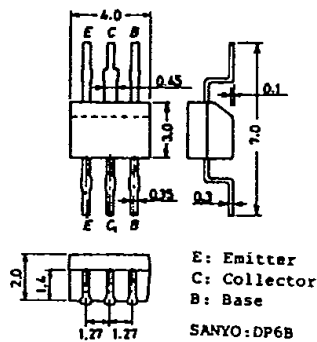 4.0
E C B
0.45
0.1
3.0
7.0
0.35
0.3
E C B
2.0
1.4
1.27 1.27
E: Emitter
C: Collector
B: Base
SANYO: DP6B